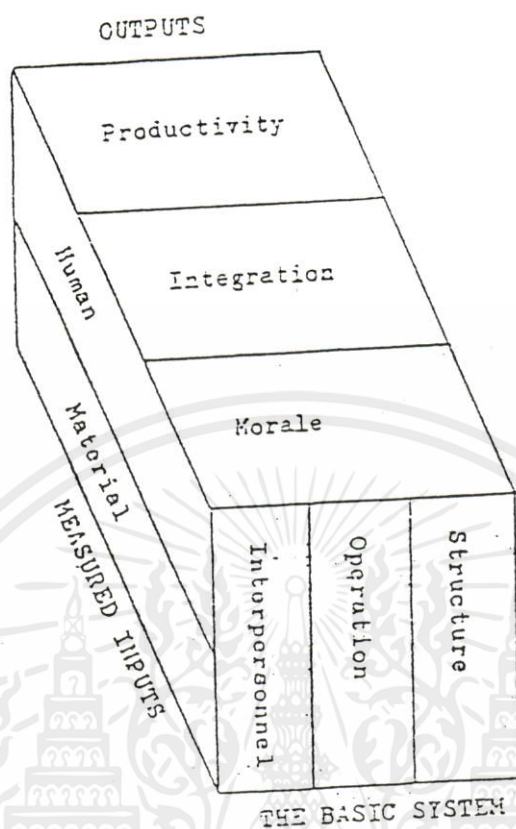 OUTPUTS
Productivity
Integration
Morale
Human
Material
MEASURED INPUTS
Interpersonnel
Operation
Structure
THE BASIC SYSTEM